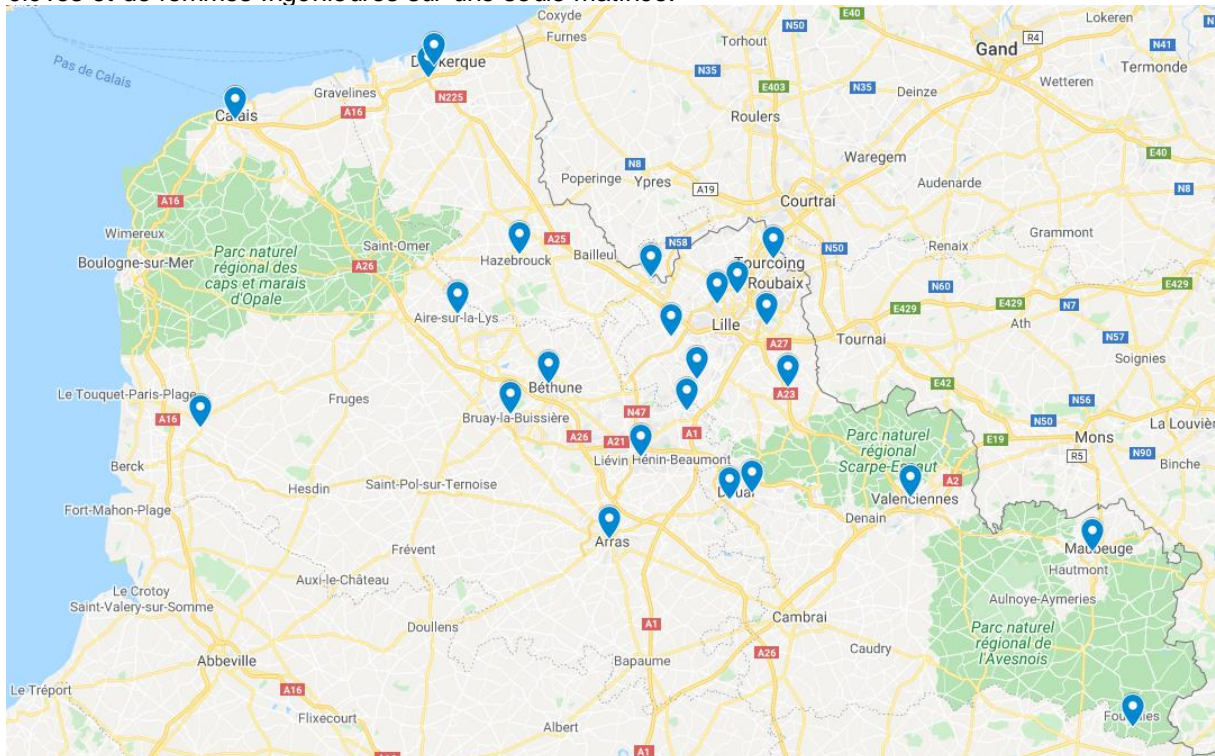 Coxyde
Furnes
Torhout
N50
E40
Gand
R4
Lokeren
N41
Termonde
Wetteren
Pas de Calais
N35
E403
N35
Deinze
Gravelines
A16
N225
Calais
Roulers
Waregem
E40
N8
Poperinge
Ypres
A19
Audenarde
N8
Courtrai
A16
Wimereux
Boulogne-sur-Mer
Parc naturel
régional des
caps et marais
d'Opale
Saint-Omer
A26
Hazebrouck
A25
Bailleul
N58
Tourcoing
Roubaix
N50
Renaix
Grammont
N60
E429
E429
N7
E429
Ath
Aire-sur-la-Lys
Lille
A27
Tournai
N57
Soignies
Le Touquet-Paris-Plage
A16
Fruges
Béthune
Bruay-la-Buissière
N47
A23
E42
N56
La Louvièr
A26
A21
A1
Liévin
Hénin-Beaumont
Parc naturel
régional
Scarpe-Escaut
E19
N50
Mons
R5
N90
Binche
Berck
Hesdin
Saint-Pol-sur-Ternoise
A2
Valenciennes
Denain
Fort-Mahon-Plage
Arras
Frévent
Maubeuge
Hautmont
Auxi-le-Château
Aulnoye-Aymeries
Le Crotoy
Saint-Valery-sur-Somme
Doullens
A1
Cambrai
Parc naturel
régional de
l'Avesnois
Abbeville
Bapaume
A26
Caudry
Le Tréport
A16
Flixecourt
Albert
A1